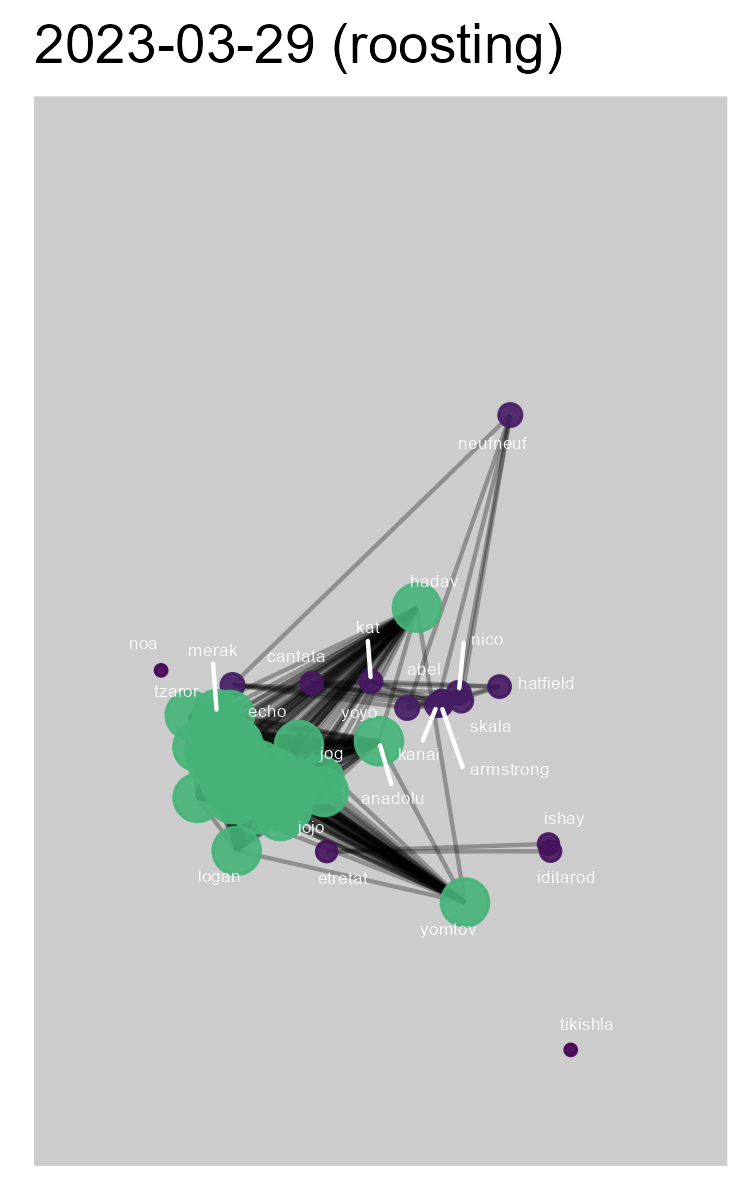 2023-03-29 (roosting)
neufneuf
hadav
kat
noa
merak
nico
cantata
abel
hatfield
tzaror
echo
yoyo
skala
jog
kanai
armstrong
anadolu
jojo
ishay
logan
etretat
iditarod
yomtov
tikishla